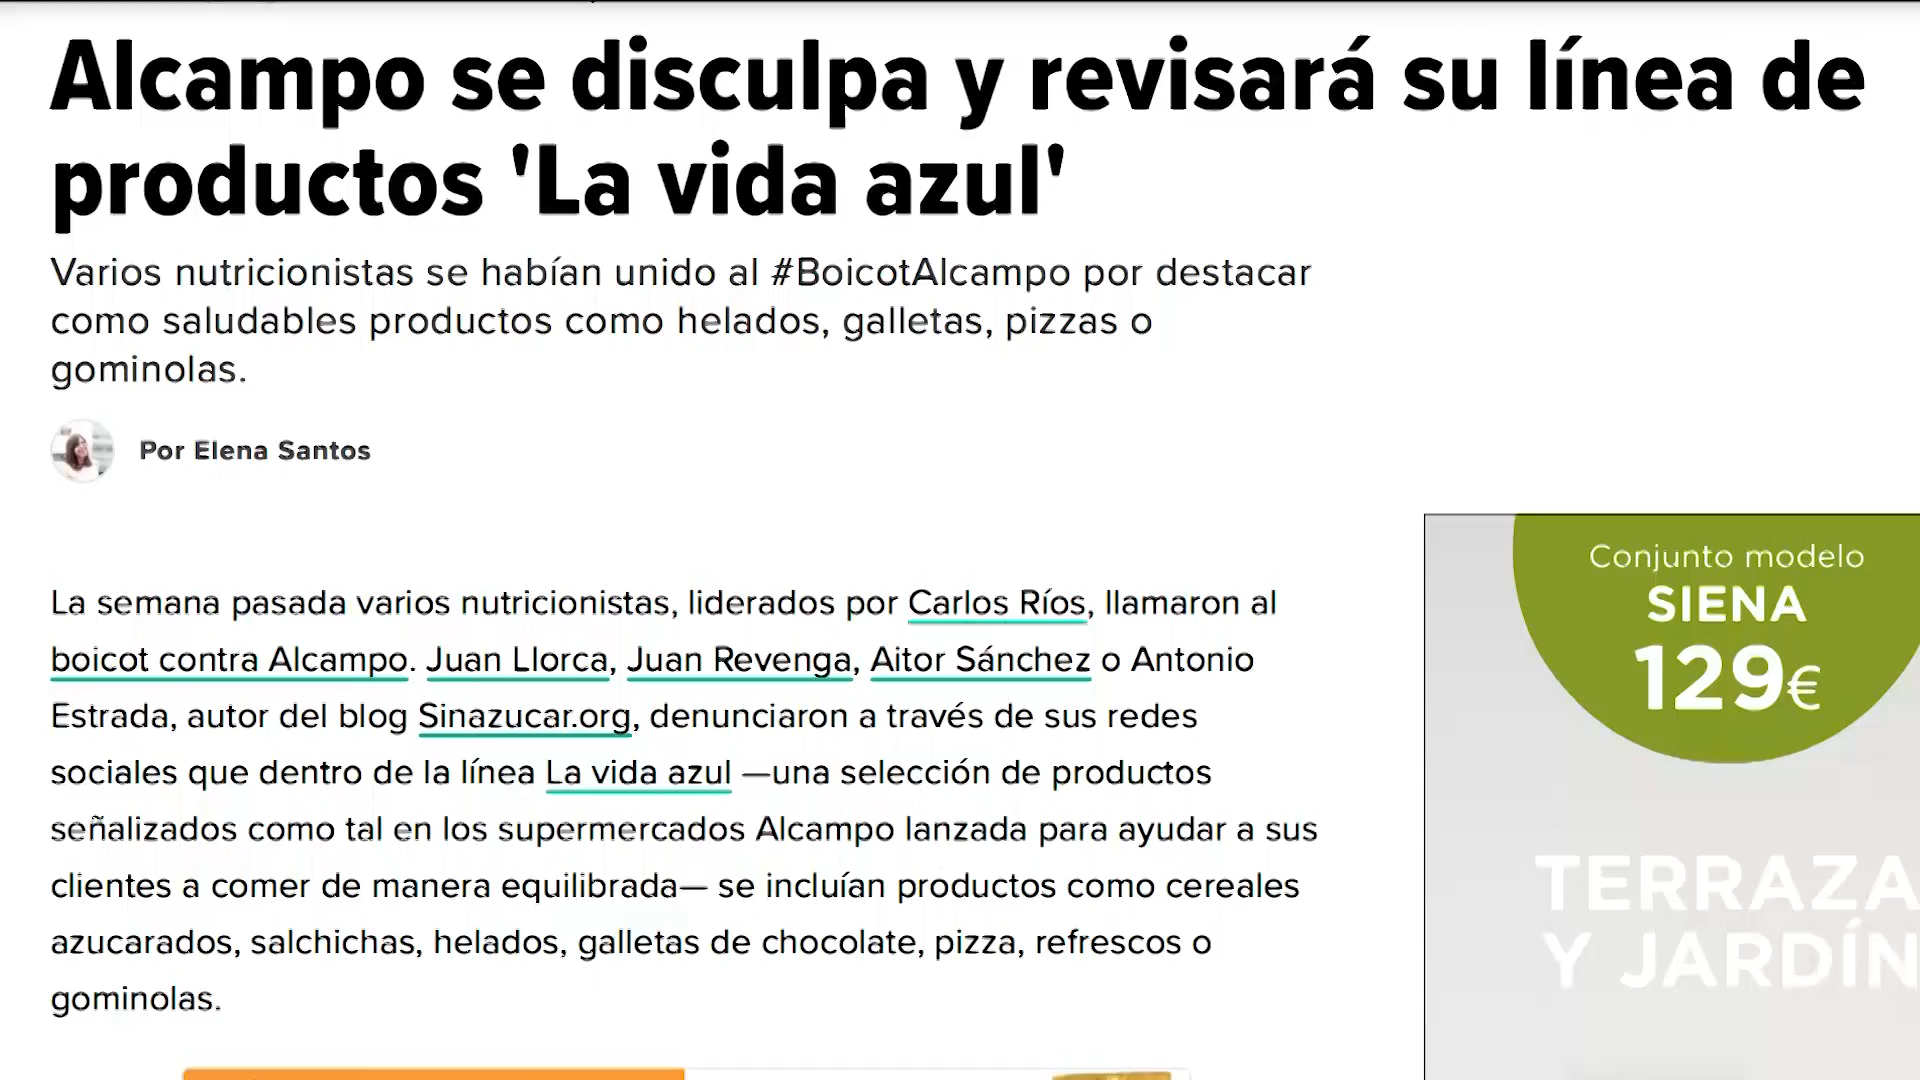 Alcampo se disculpa y revisará su línea de
productos 'La vida azul'
Varios nutricionistas se habían unido al #BoicotAlcampo por destacar
como saludables productos como helados, galletas, pizzas o
gominolas.
Por Elena Santos
La semana pasada varios nutricionistas, liderados por Carlos Ríos, llamaron al
boicot contra Alcampo. Juan Llorca, Juan Revenga, Aitor Sánchez o Antonio
Estrada, autor del blog Sinazucar.org, denunciaron a través de sus redes
sociales que dentro de la línea La vida azul —una selección de productos
señalizados como tal en los supermercados Alcampo lanzada para ayudar a sus
clientes a comer de manera equilibrada— se incluían productos como cereales
azucarados, salchichas, helados, galletas de chocolate, pizza, refrescos o
gominolas.
Conjunto modelo
SIENA
129€
TERRAZA
Y JARDÍN